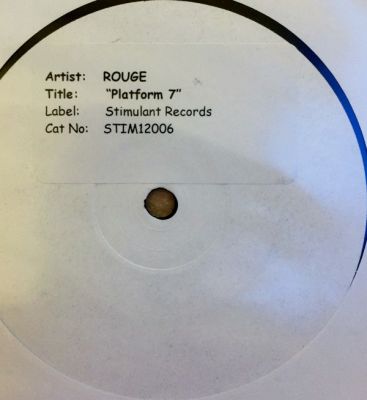 Artist: ROUGE
Title: “Platform 7”
Label: Stimulant Records
Cat No: STIM12006